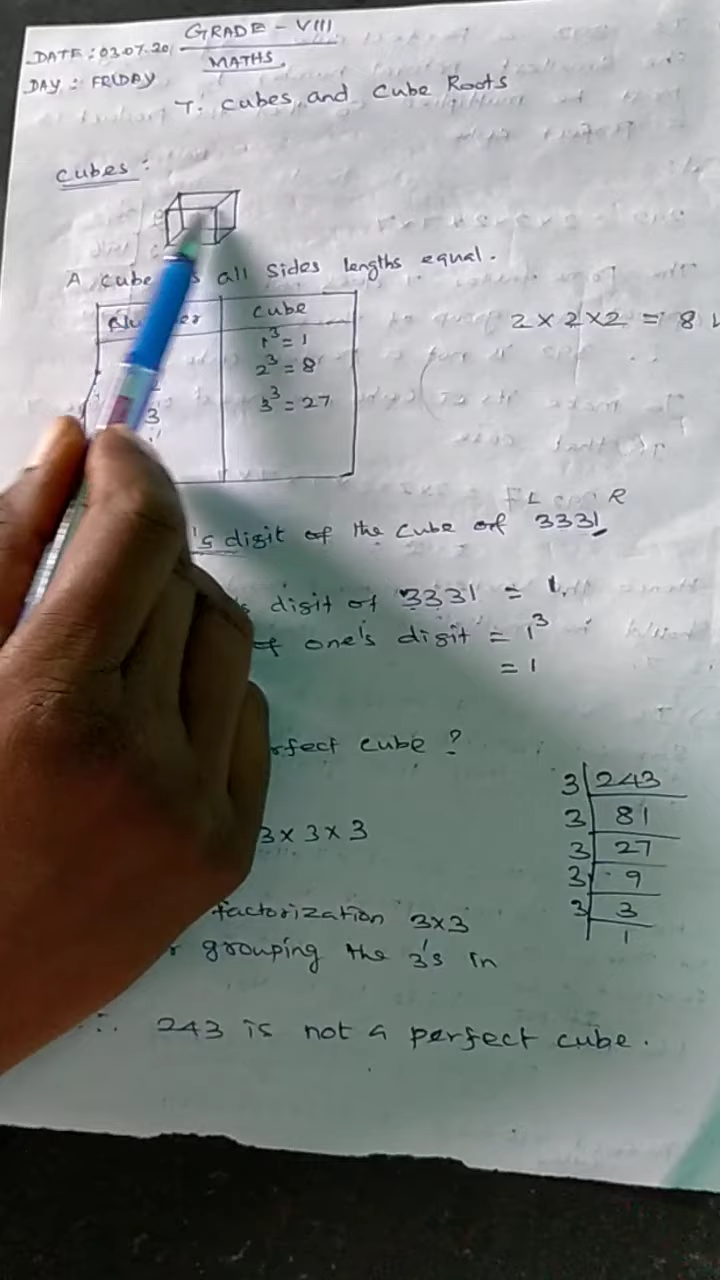 GRADE - VIII
DATE : 03.07.20
MATHS
DAY : FRIDAY
7. Cubes and Cube Roots
Cubes :
A cube all sides lengths equal.
Cube
1³ = 1
2³ = 8
3³ = 27
2
3
2 × 2 × 2 = 8
L R
's digit of the cube of 3331
digit of 3331 = 1.
of one's digit = 1³
= 1
cube ?
3 × 3 × 3
3 | 243
3 | 81
3 | 27
3 | 9
3 | 3
1
factorization 3×3
grouping the 3's in
∴ 243 is not a perfect cube.